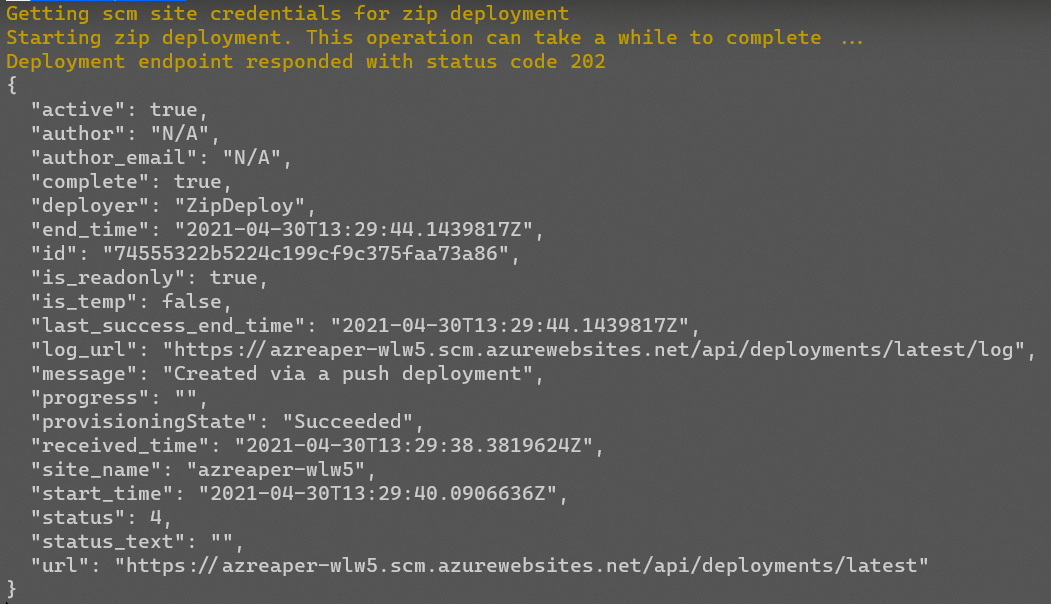 Getting scm site credentials for zip deployment
Starting zip deployment. This operation can take a while to complete ...
Deployment endpoint responded with status code 202
{
  "active": true,
  "author": "N/A",
  "author_email": "N/A",
  "complete": true,
  "deployer": "ZipDeploy",
  "end_time": "2021-04-30T13:29:44.1439817Z",
  "id": "74555322b5224c199cf9c375faa73a86",
  "is_readonly": true,
  "is_temp": false,
  "last_success_end_time": "2021-04-30T13:29:44.1439817Z",
  "log_url": "https://azreaper-wlw5.scm.azurewebsites.net/api/deployments/latest/log",
  "message": "Created via a push deployment",
  "progress": "",
  "provisioningState": "Succeeded",
  "received_time": "2021-04-30T13:29:38.3819624Z",
  "site_name": "azreaper-wlw5",
  "start_time": "2021-04-30T13:29:40.0906636Z",
  "status": 4,
  "status_text": "",
  "url": "https://azreaper-wlw5.scm.azurewebsites.net/api/deployments/latest"
}